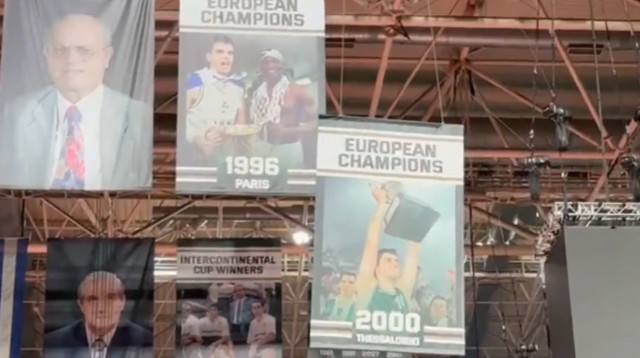 EUROPEAN
CHAMPIONS
1996
PARIS
EUROPEAN
CHAMPIONS
2000
THESSALONIKI
INTERCONTINENTAL
CUP WINNERS